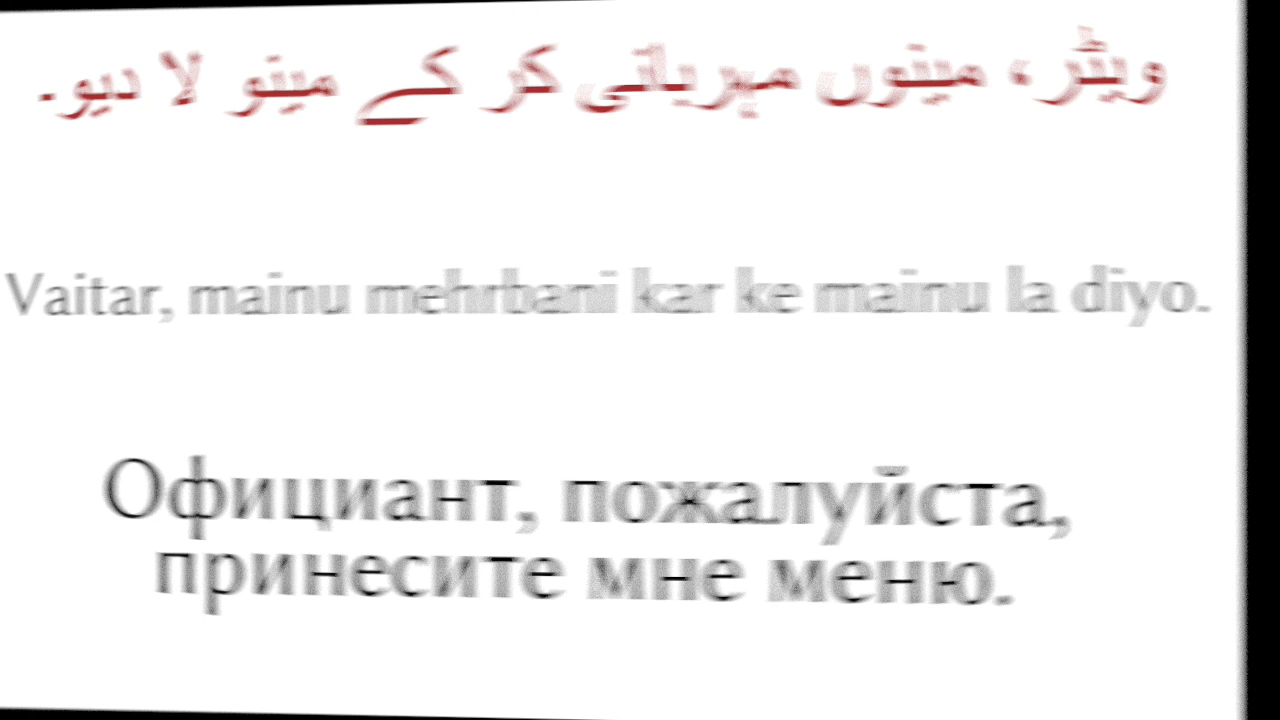 ویٹر، مینوں مہربانی کر کے مینو لا دیو.
Vaitar, mainu mehrbani kar ke mainu la diyo.
Официант, пожалуйста,
принесите мне меню.